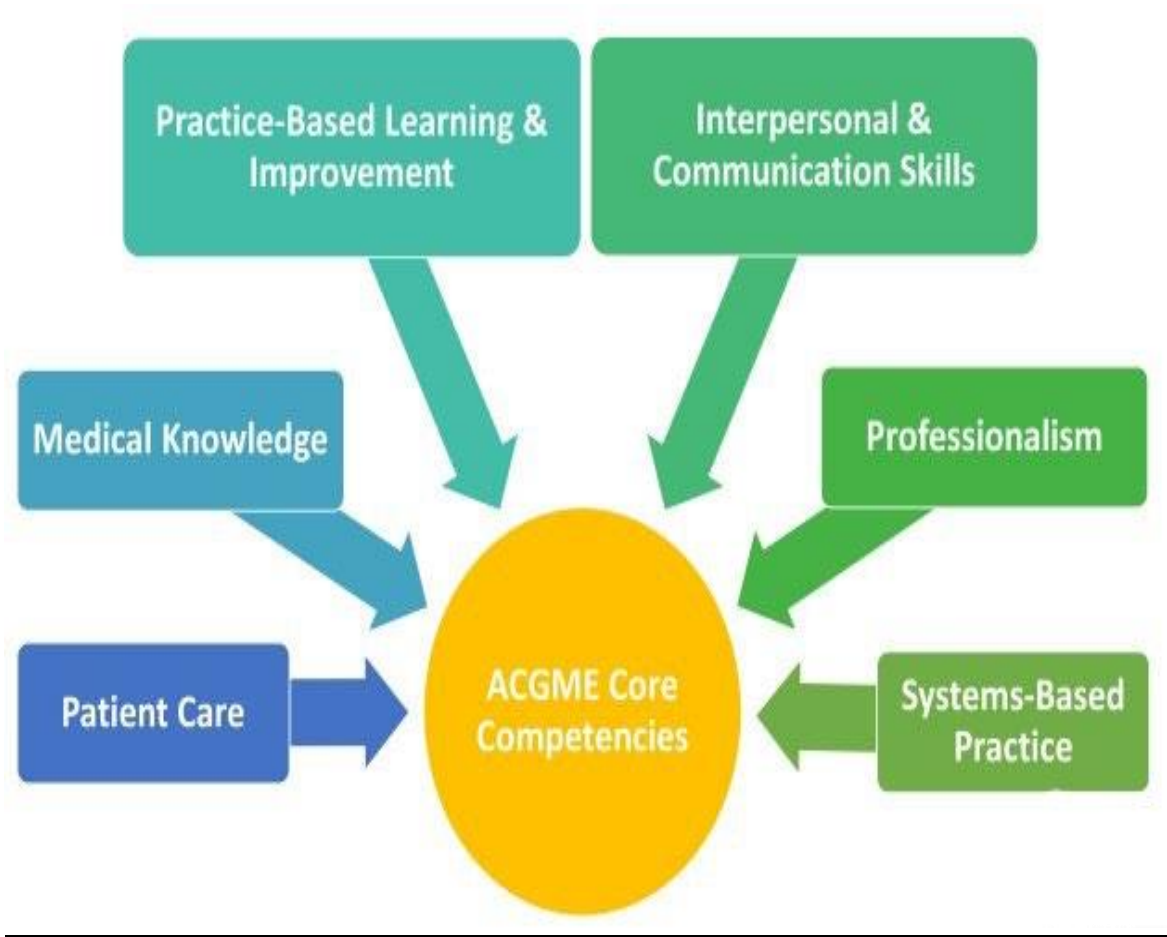 Practice-Based Learning &
Improvement
Interpersonal &
Communication Skills
Medical Knowledge
Professionalism
Patient Care
ACGME Core
Competencies
Systems-Based
Practice